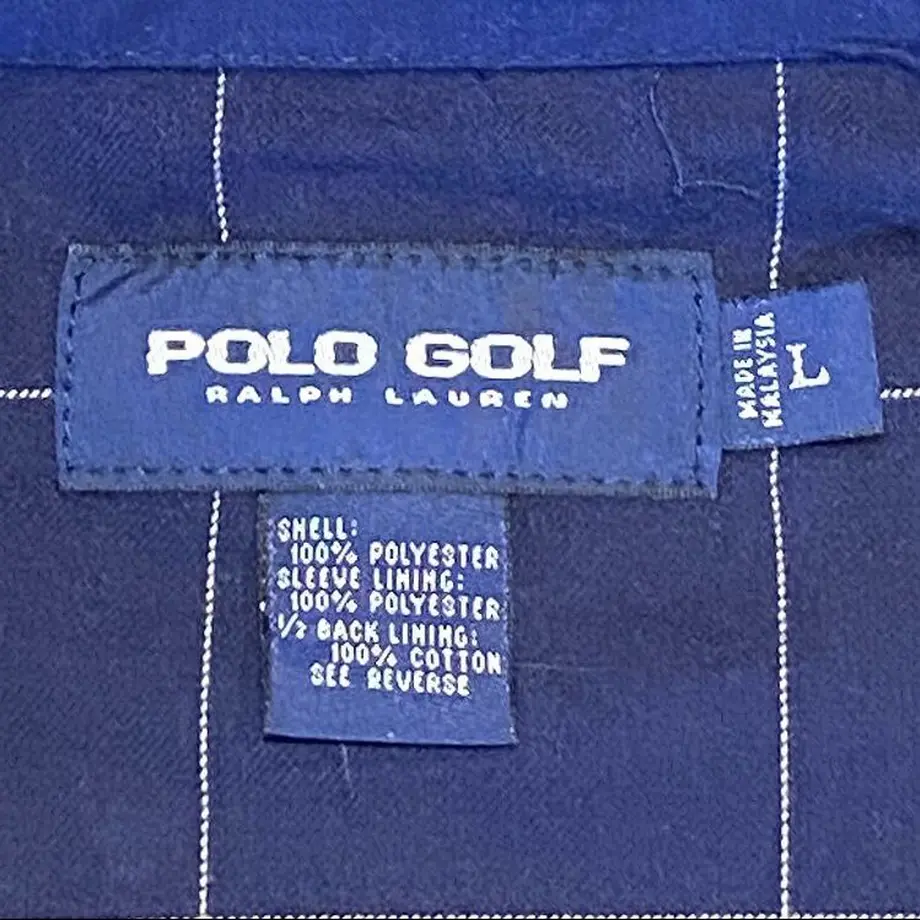 POLO GOLF
RALPH LAUREN
MADE IN
MALAYSIA
L
SHELL:
100% POLYESTER
SLEEVE LINING:
100% POLYESTER
1/2 BACK LINING:
100% COTTON
SEE REVERSE